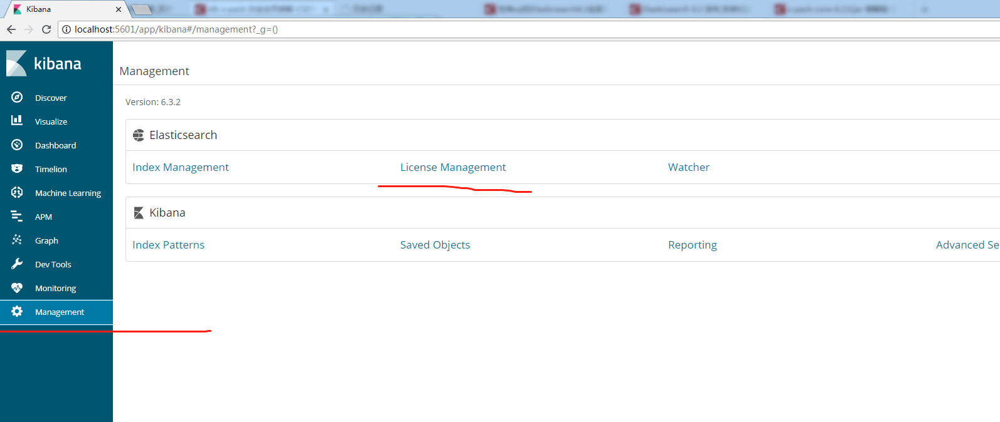 Kibana
localhost:5601/app/kibana#/management?_g=()
kibana
Discover
Visualize
Dashboard
Timelion
Machine Learning
APM
Graph
Dev Tools
Monitoring
Management
Management
Version: 6.3.2
Elasticsearch
Index Management License Management Watcher
Kibana
Index Patterns Saved Objects Reporting Advanced Se